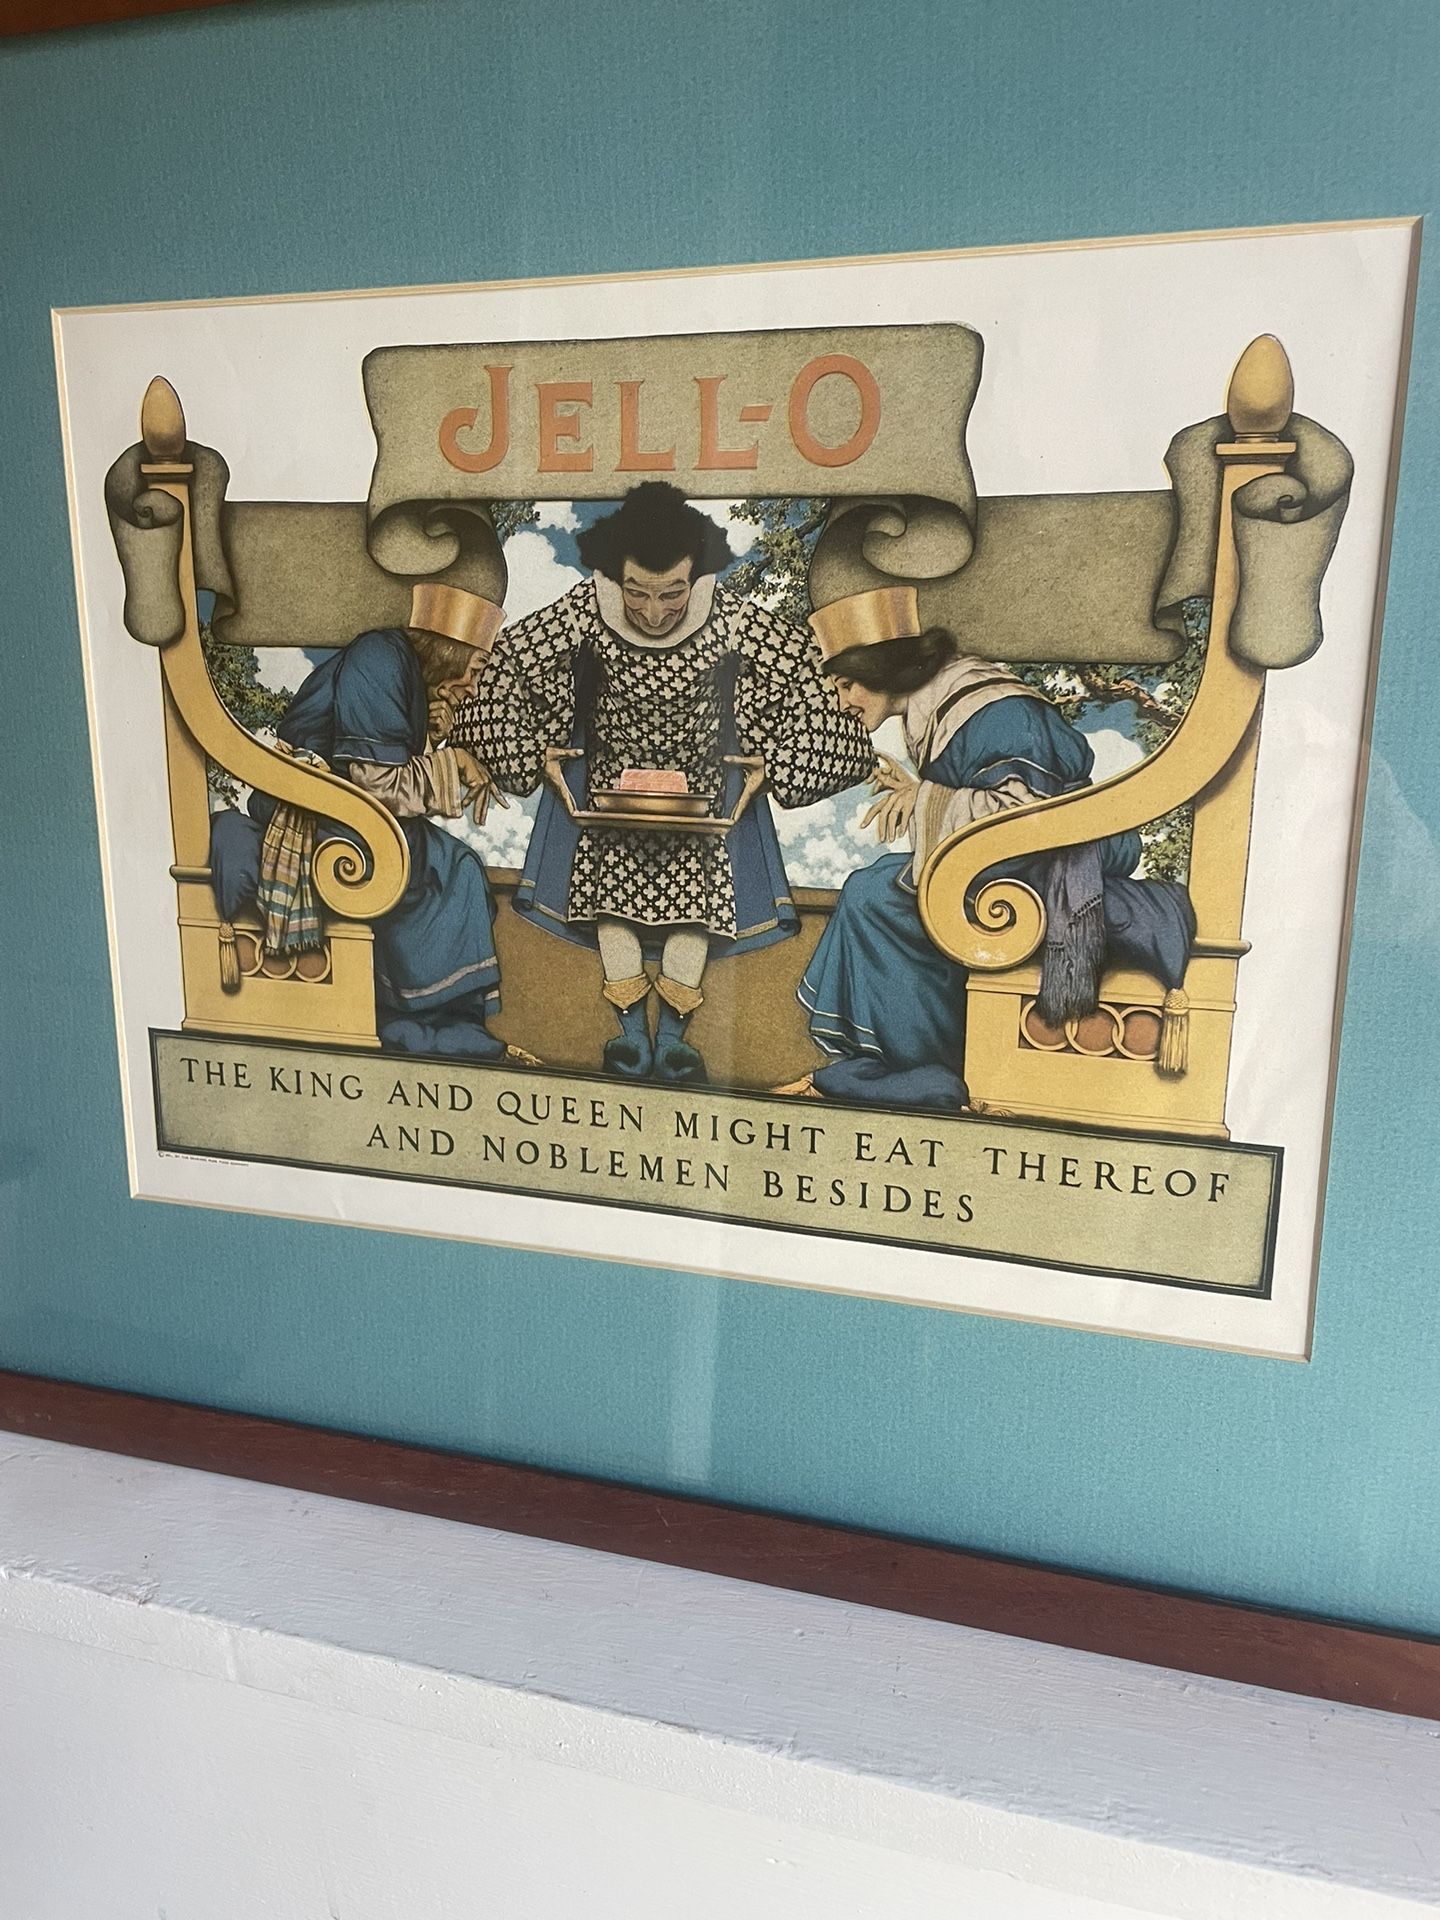 JELL-O
THE KING AND QUEEN MIGHT EAT THEREOF
AND NOBLEMEN BESIDES